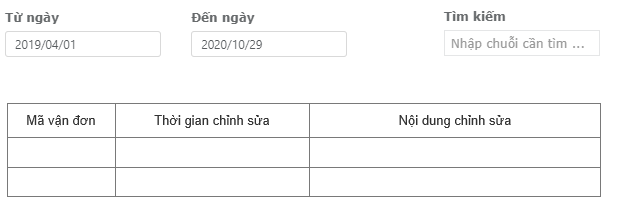 Từ ngày
Đến ngày
Tìm kiếm
2019/04/01
2020/10/29
Nhập chuỗi cần tìm ...
Mã vận đơn
Thời gian chỉnh sửa
Nội dung chỉnh sửa